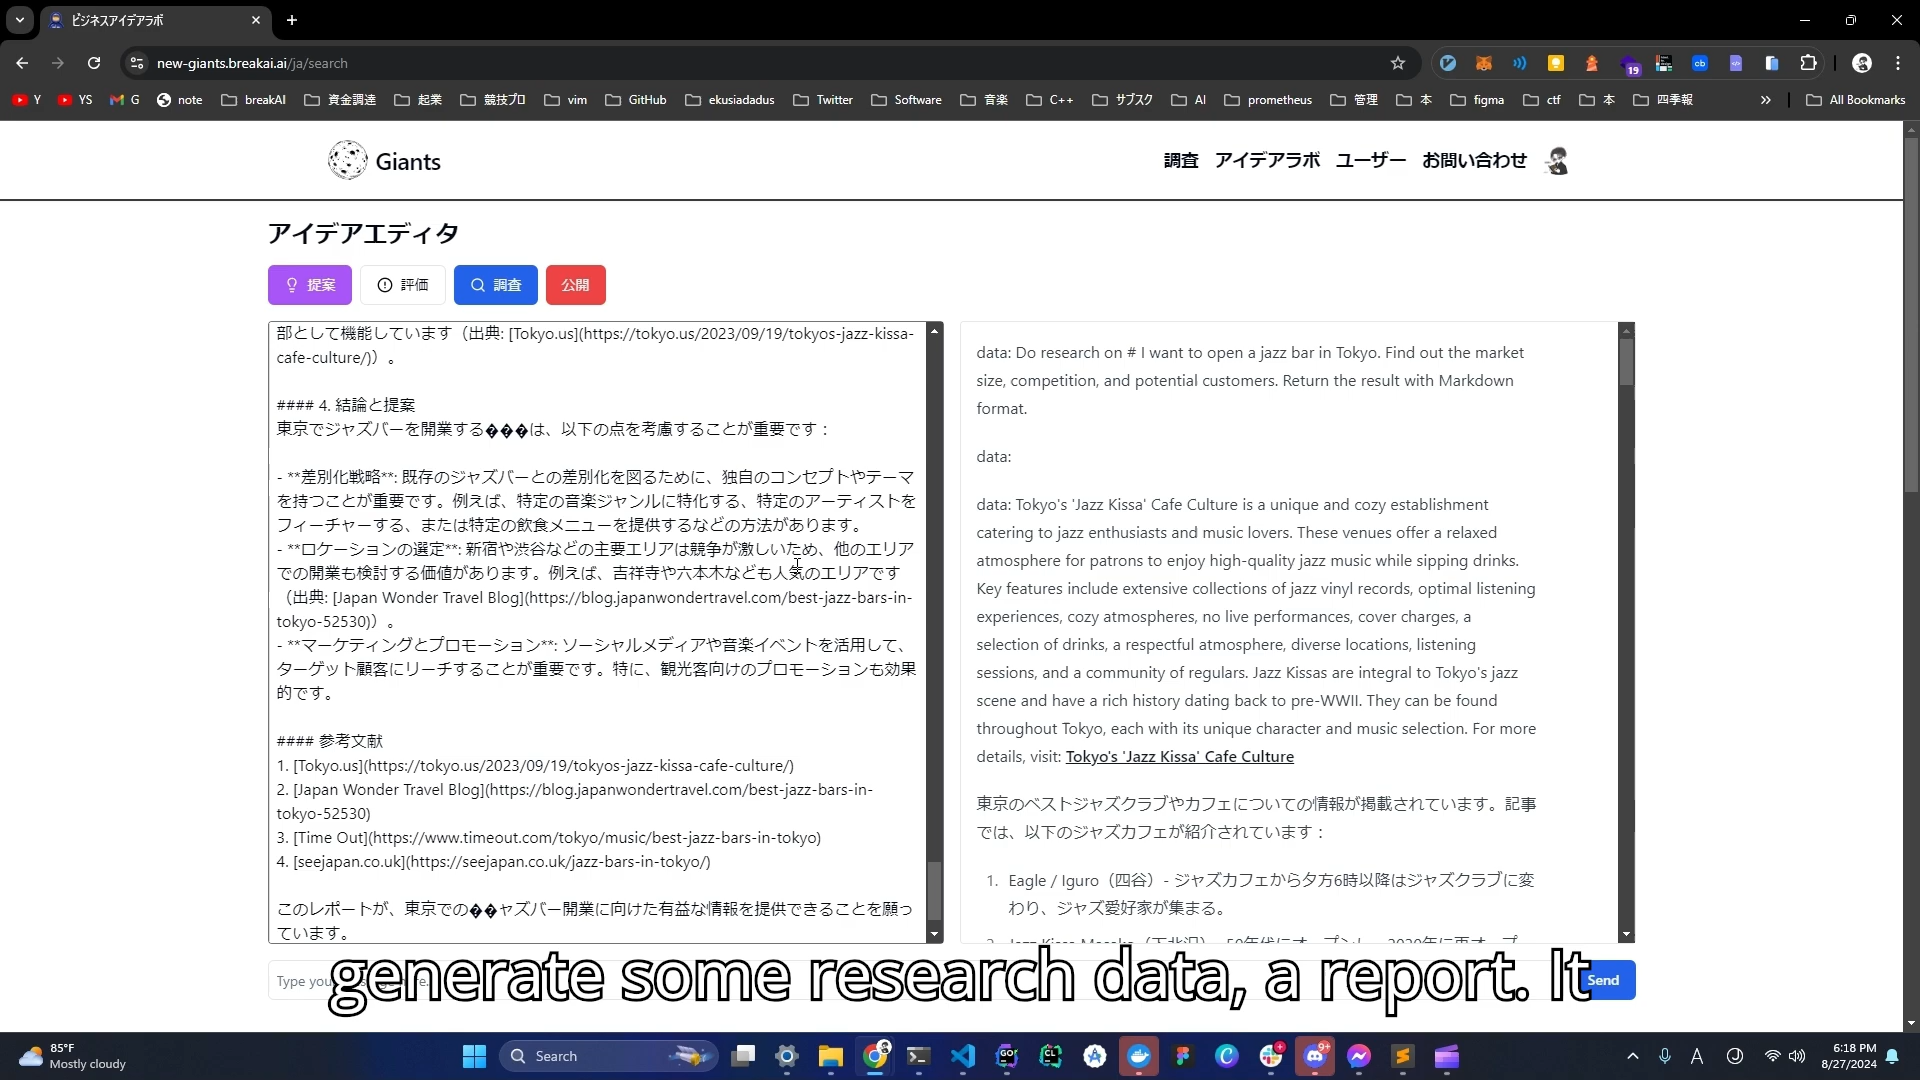 ビジネスアイデアラボ
new-giants.breakai.ai/ja/search
19
Y YS G note breakAI 資金調達 起業 競技プロ vim GitHub ekusiadadus Twitter Software 音楽 C++ サブスク AI prometheus 管理 本 figma ctf 本 四季報 » All Bookmarks
Giants
調査 アイデアラボ ユーザー お問い合わせ
アイデアエディタ
提案 評価 調査 公開
部として機能しています（出典: [Tokyo.us](https://tokyo.us/2023/09/19/tokyos-jazz-kissa-
cafe-culture/)）。
#### 4. 結論と提案
東京でジャズバーを開業する���は、以下の点を考慮することが重要です：
- **差別化戦略**: 既存のジャズバーとの差別化を図るために、独自のコンセプトやテーマ
を持つことが重要です。例えば、特定の音楽ジャンルに特化する、特定のアーティストを
フィーチャーする、または特定の飲食メニューを提供するなどの方法があります。
- **ロケーションの選定**: 新宿や渋谷などの主要エリアは競争が激しいため、他のエリア
での開業も検討する価値があります。例えば、吉祥寺や六本木なども人気のエリアです
（出典: [Japan Wonder Travel Blog](https://blog.japanwondertravel.com/best-jazz-bars-in-
tokyo-52530)）。
- **マーケティングとプロモーション**: ソーシャルメディアや音楽イベントを活用して、
ターゲット顧客にリーチすることが重要です。特に、観光客向けのプロモーションも効果
的です。
#### 参考文献
1. [Tokyo.us](https://tokyo.us/2023/09/19/tokyos-jazz-kissa-cafe-culture/)
2. [Japan Wonder Travel Blog](https://blog.japanwondertravel.com/best-jazz-bars-in-
tokyo-52530)
3. [Time Out](https://www.timeout.com/tokyo/music/best-jazz-bars-in-tokyo)
4. [seejapan.co.uk](https://seejapan.co.uk/jazz-bars-in-tokyo/)
このレポートが、東京での��ャズバー開業に向けた有益な情報を提供できることを願っ
ています。
data: Do research on # I want to open a jazz bar in Tokyo. Find out the market
size, competition, and potential customers. Return the result with Markdown
format.
data:
data: Tokyo's 'Jazz Kissa' Cafe Culture is a unique and cozy establishment
catering to jazz enthusiasts and music lovers. These venues offer a relaxed
atmosphere for patrons to enjoy high-quality jazz music while sipping drinks.
Key features include extensive collections of jazz vinyl records, optimal listening
experiences, cozy atmospheres, no live performances, cover charges, a
selection of drinks, a respectful atmosphere, diverse locations, listening
sessions, and a community of regulars. Jazz Kissas are integral to Tokyo's jazz
scene and have a rich history dating back to pre-WWII. They can be found
throughout Tokyo, each with its unique character and music selection. For more
details, visit: Tokyo's 'Jazz Kissa' Cafe Culture
東京のベストジャズクラブやカフェについての情報が掲載されています。記事
では、以下のジャズカフェが紹介されています：
1. Eagle / Iguro（四谷）- ジャズカフェから夕方6時以降はジャズクラブに変
わり、ジャズ愛好家が集まる。
Type
Send
generate some research data, a report. It
85°F
Mostly cloudy
Search
6:18 PM
8/27/2024